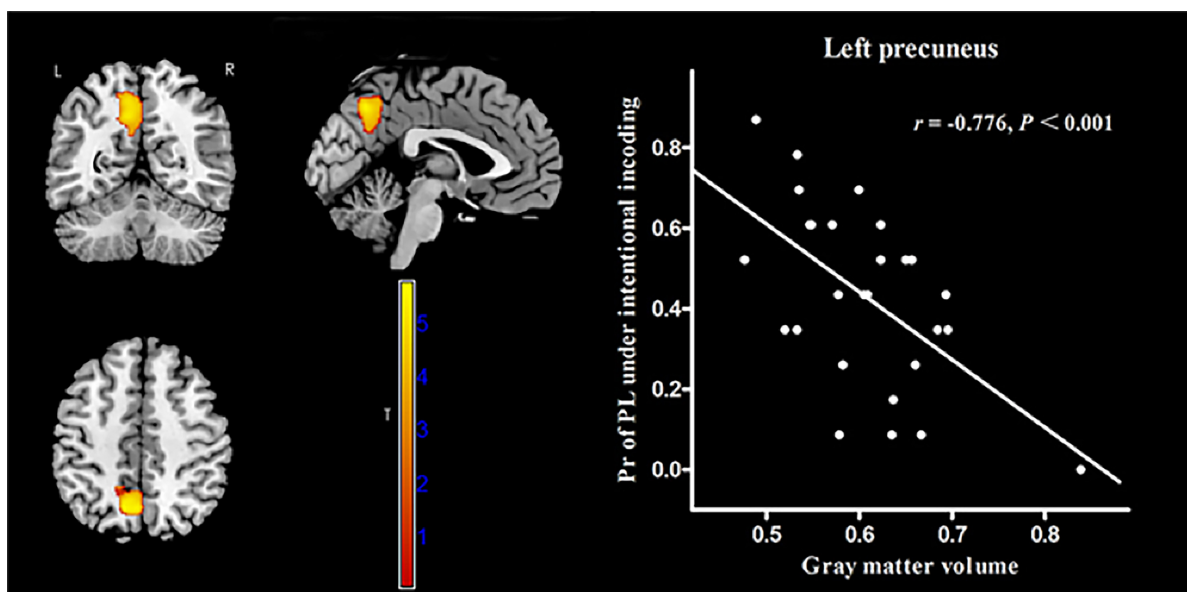 L
R
T
5
4
3
2
1
Left precuneus
r = -0.776, P < 0.001
Pr of PL under intentional incoding
0.8
0.6
0.4
0.2
0.0
0.5 0.6 0.7 0.8
Gray matter volume